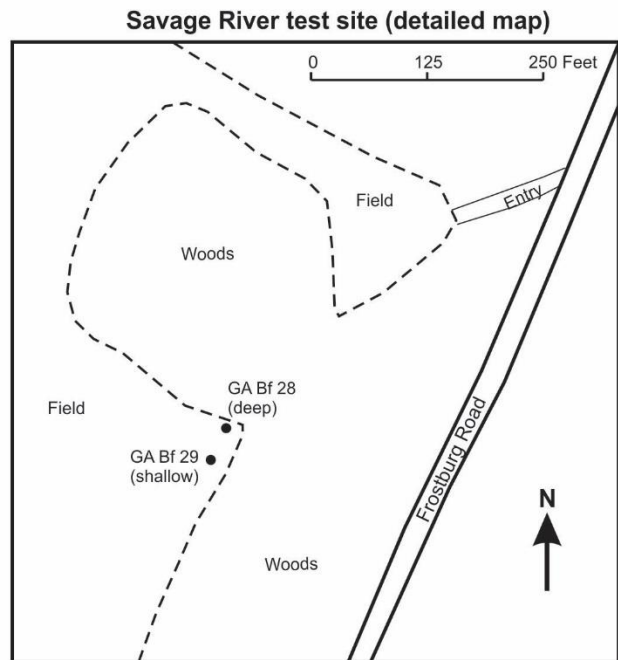 Savage River test site (detailed map)
0 125 250 Feet
Entry
Field
Woods
GA Bf 28
(deep)
Field
GA Bf 29
(shallow)
Frostburg Road
N
Woods